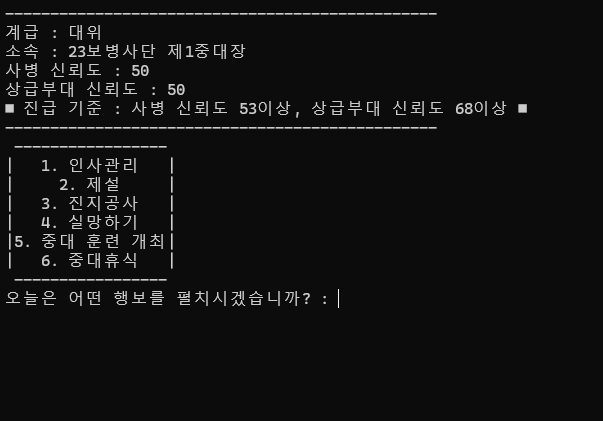 ------------------------------------------------
계급 : 대위
소속 : 23보병사단 제1중대장
사병 신뢰도 : 50
상급부대 신뢰도 : 50
■ 진급 기준 : 사병 신뢰도 53이상, 상급부대 신뢰도 68이상 ■
------------------------------------------------
-----------------
| 1. 인사관리 |
| 2. 제설 |
| 3. 진지공사 |
| 4. 실망하기 |
|5. 중대 훈련 개최|
| 6. 중대휴식 |
-----------------
오늘은 어떤 행보를 펼치시겠습니까? :